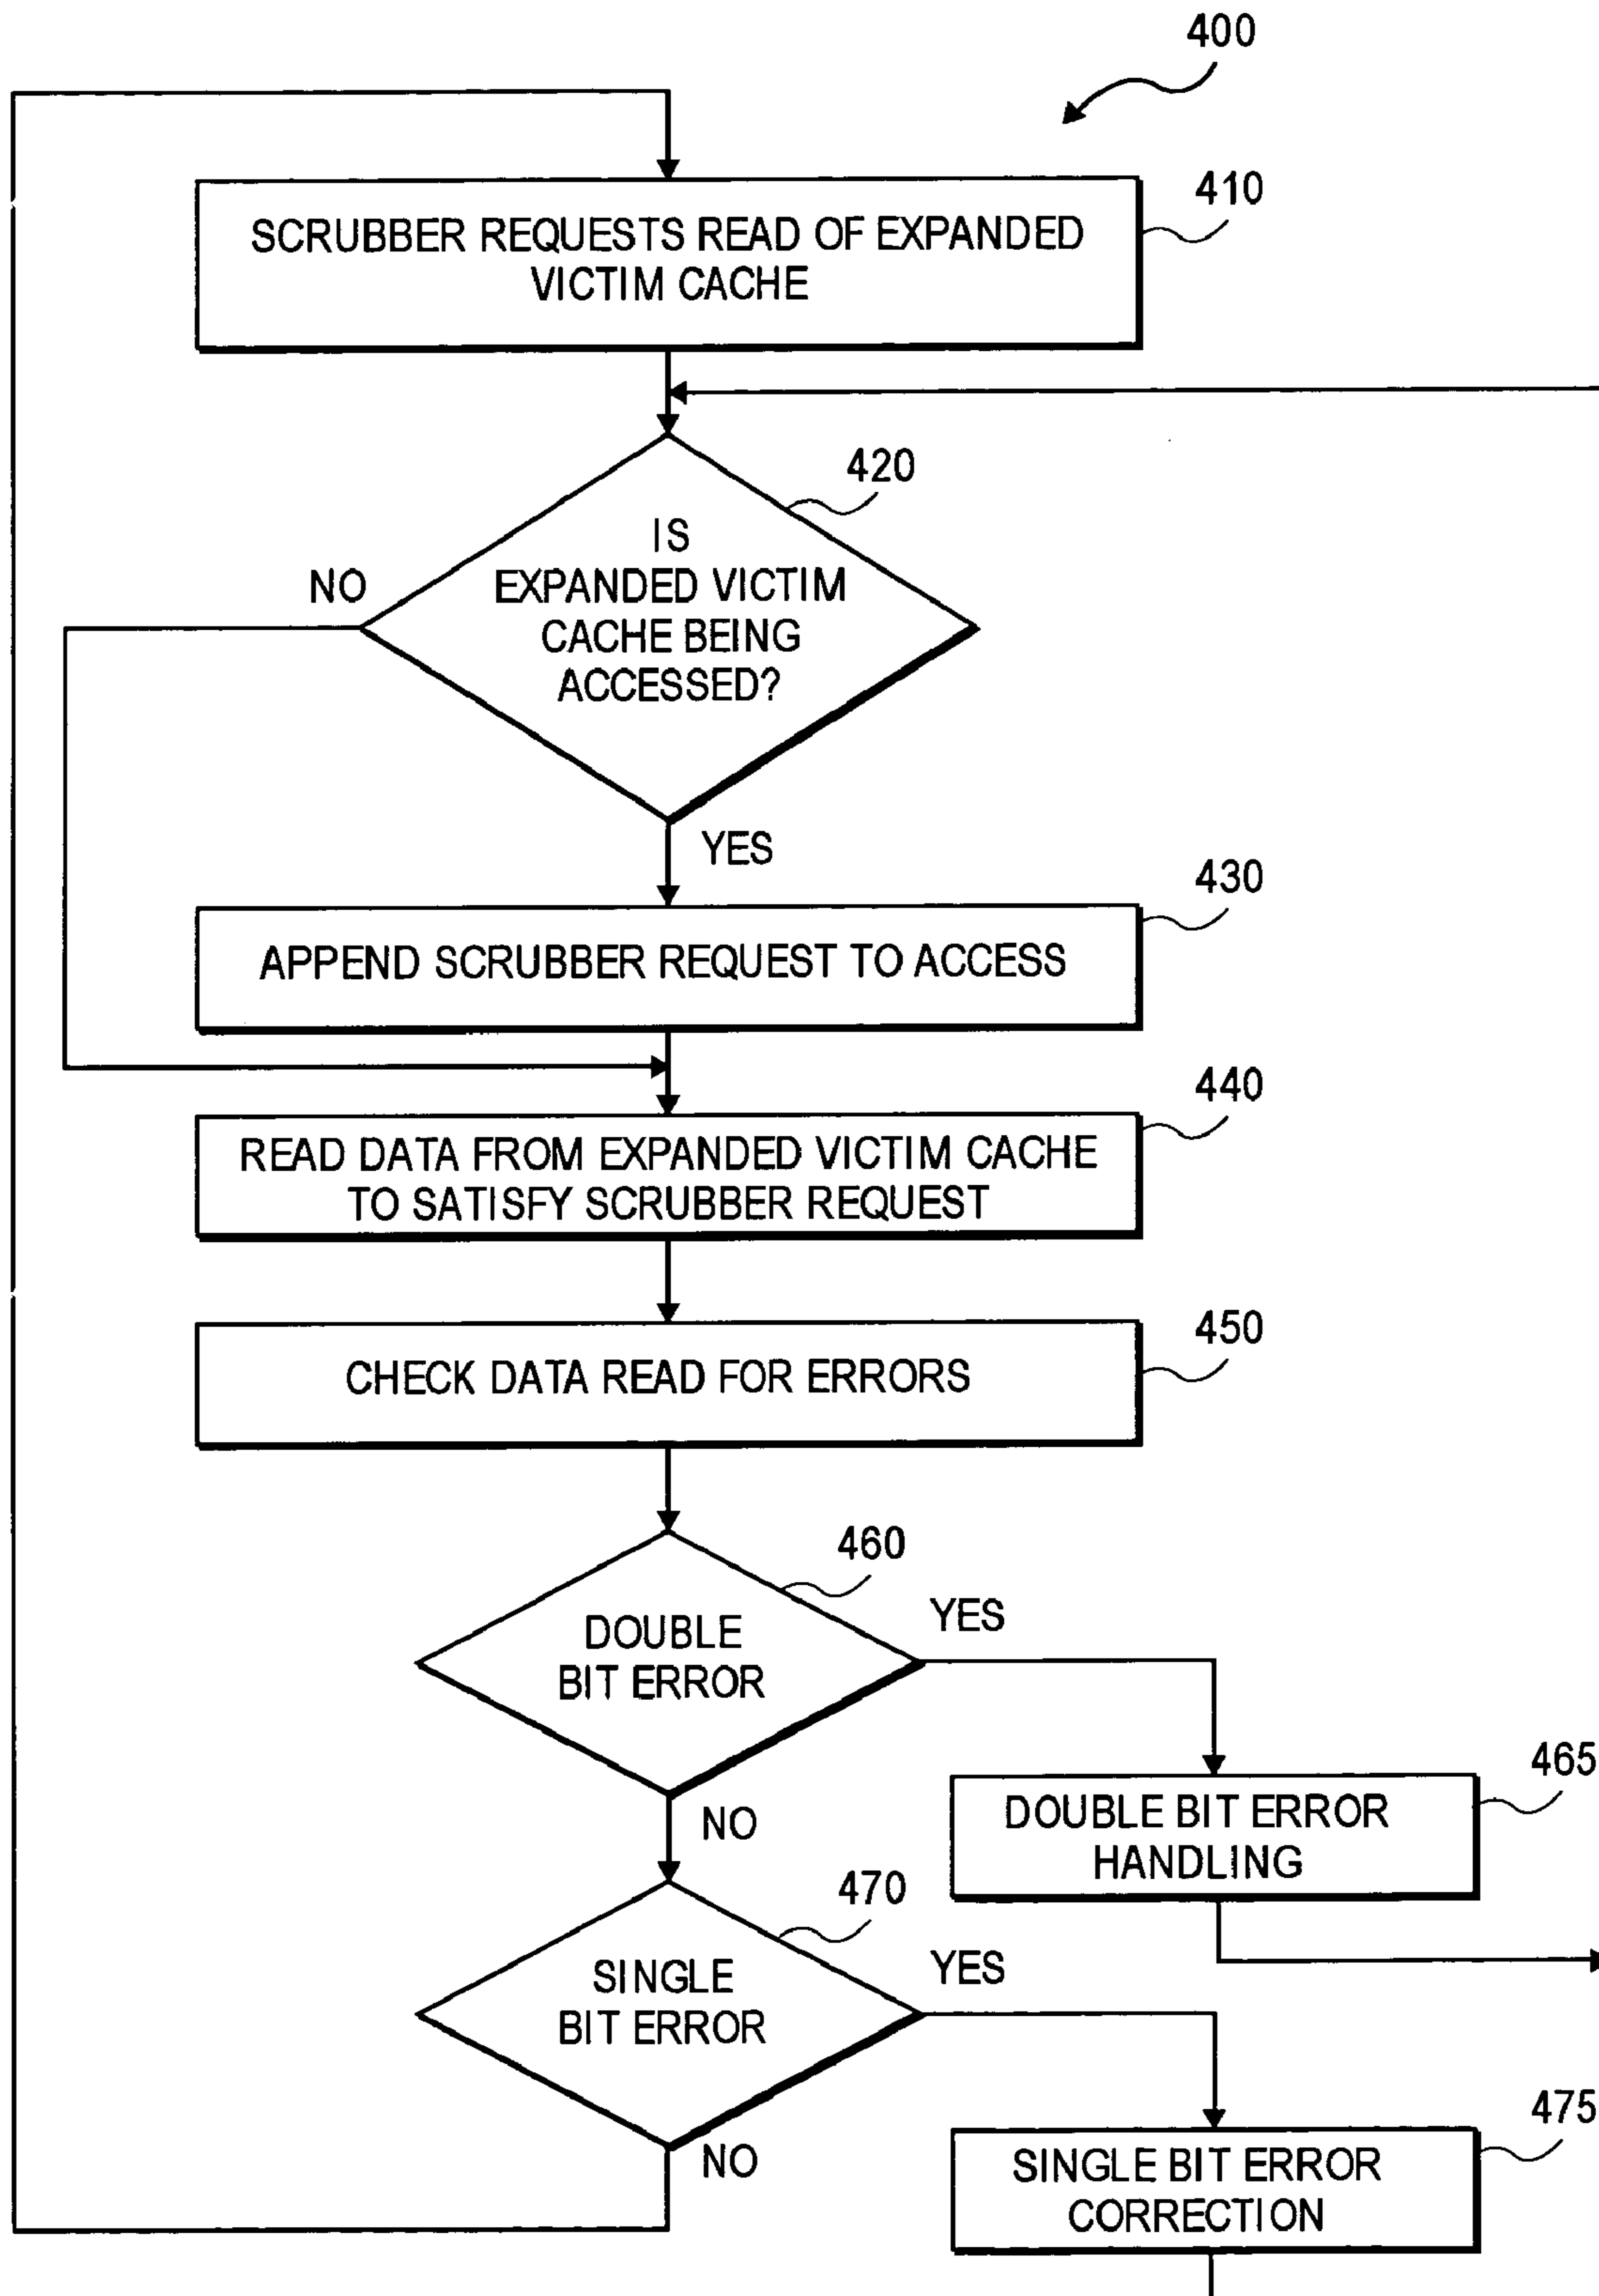 400
410
SCRUBBER REQUESTS READ OF EXPANDED
VICTIM CACHE
420
IS
EXPANDED VICTIM
CACHE BEING
ACCESSED?
NO
YES
430
APPEND SCRUBBER REQUEST TO ACCESS
440
READ DATA FROM EXPANDED VICTIM CACHE
TO SATISFY SCRUBBER REQUEST
450
CHECK DATA READ FOR ERRORS
460
DOUBLE
BIT ERROR
YES
NO
465
DOUBLE BIT ERROR
HANDLING
470
SINGLE
BIT ERROR
YES
NO
475
SINGLE BIT ERROR
CORRECTION